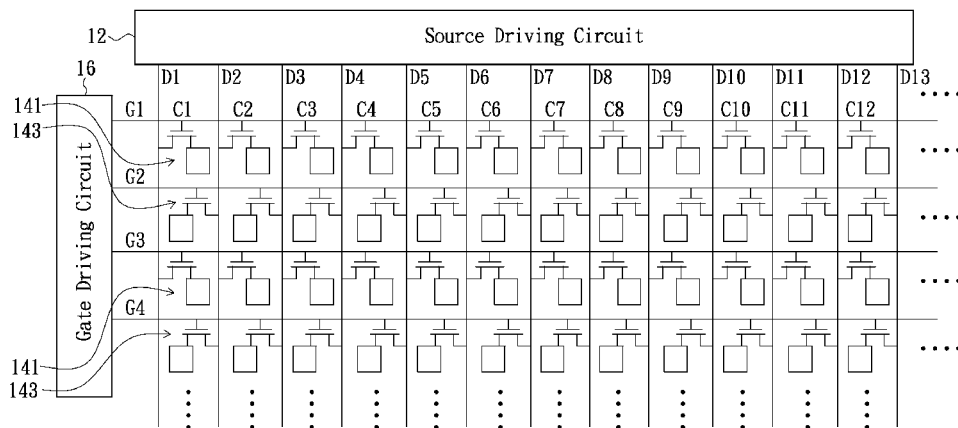 12
Source Driving Circuit
16
D1 D2 D3 D4 D5 D6 D7 D8 D9 D10 D11 D12 D13
141
G1 C1 C2 C3 C4 C5 C6 C7 C8 C9 C10 C11 C12
143
G2
Gate Driving Circuit
G3
G4
141
143